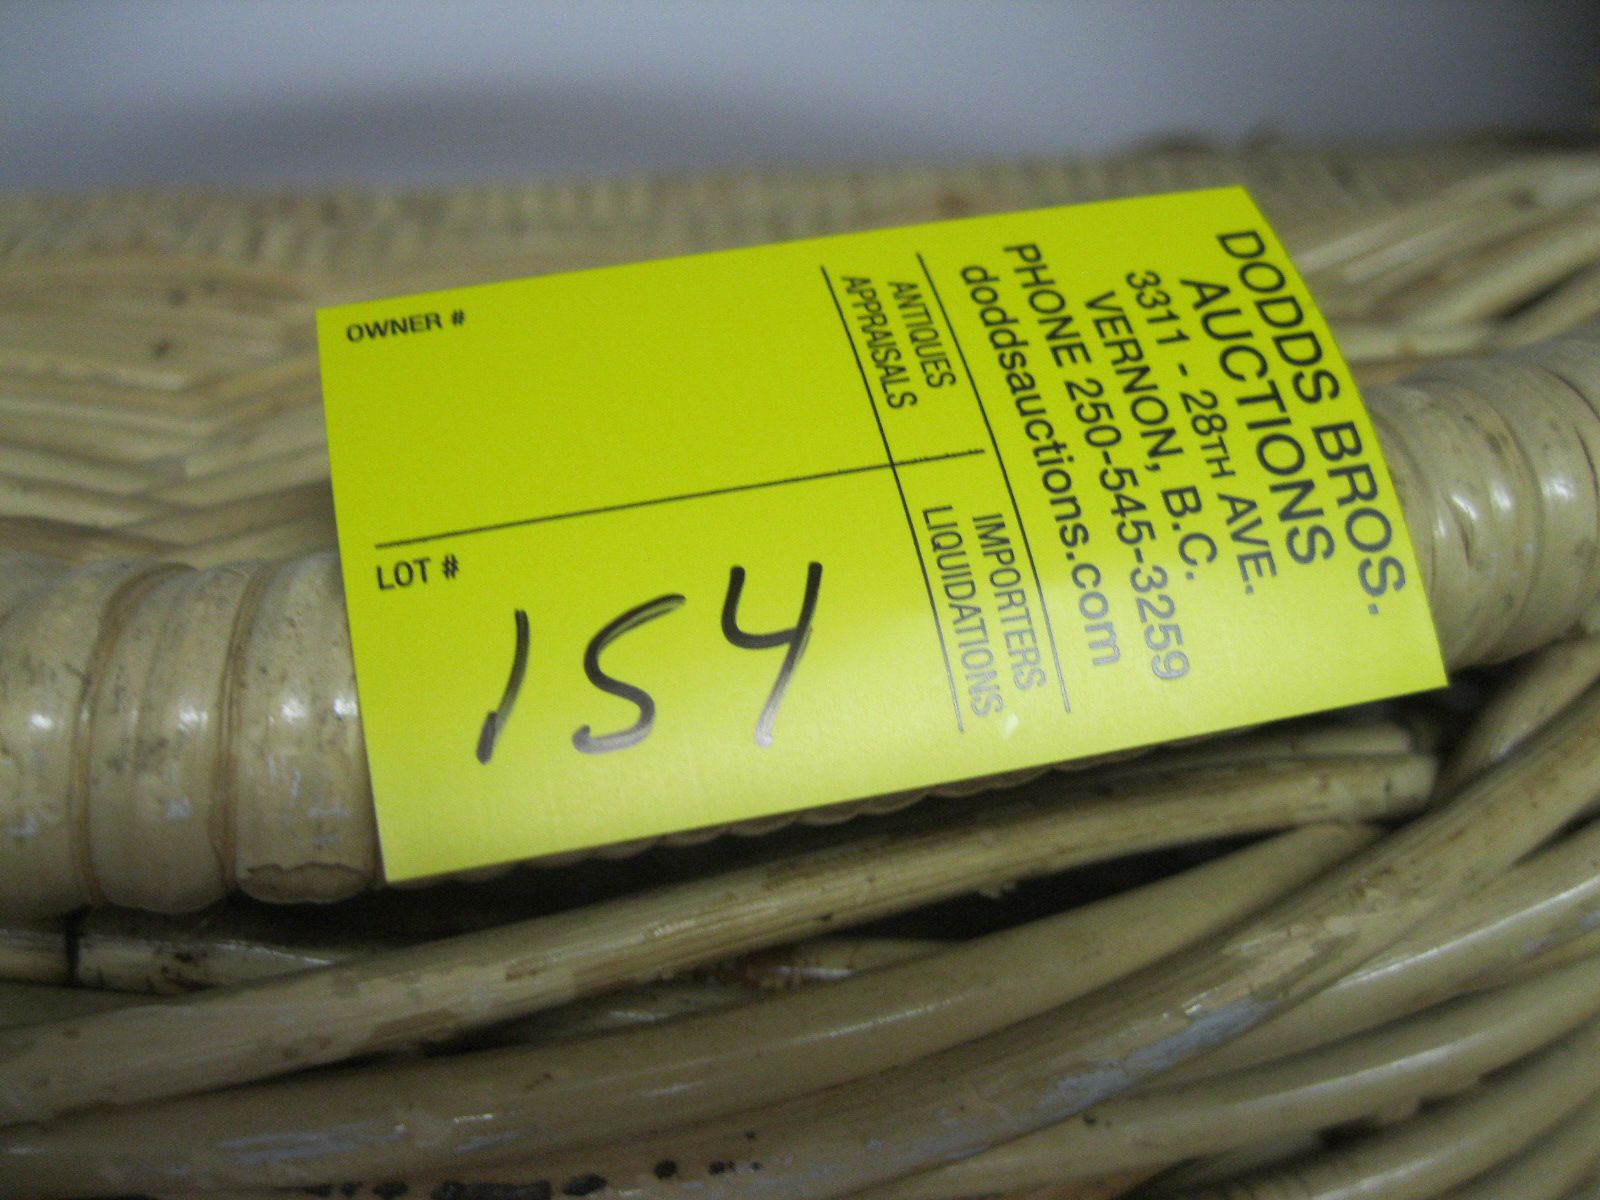 DODDS BROS.
AUCTIONS
3311 - 28TH AVE.
VERNON, B.C.
PHONE 250-545-3259
doddsauctions.com
ANTIQUES
APPRAISALS
IMPORTERS
LIQUIDATIONS
OWNER #
LOT #
154